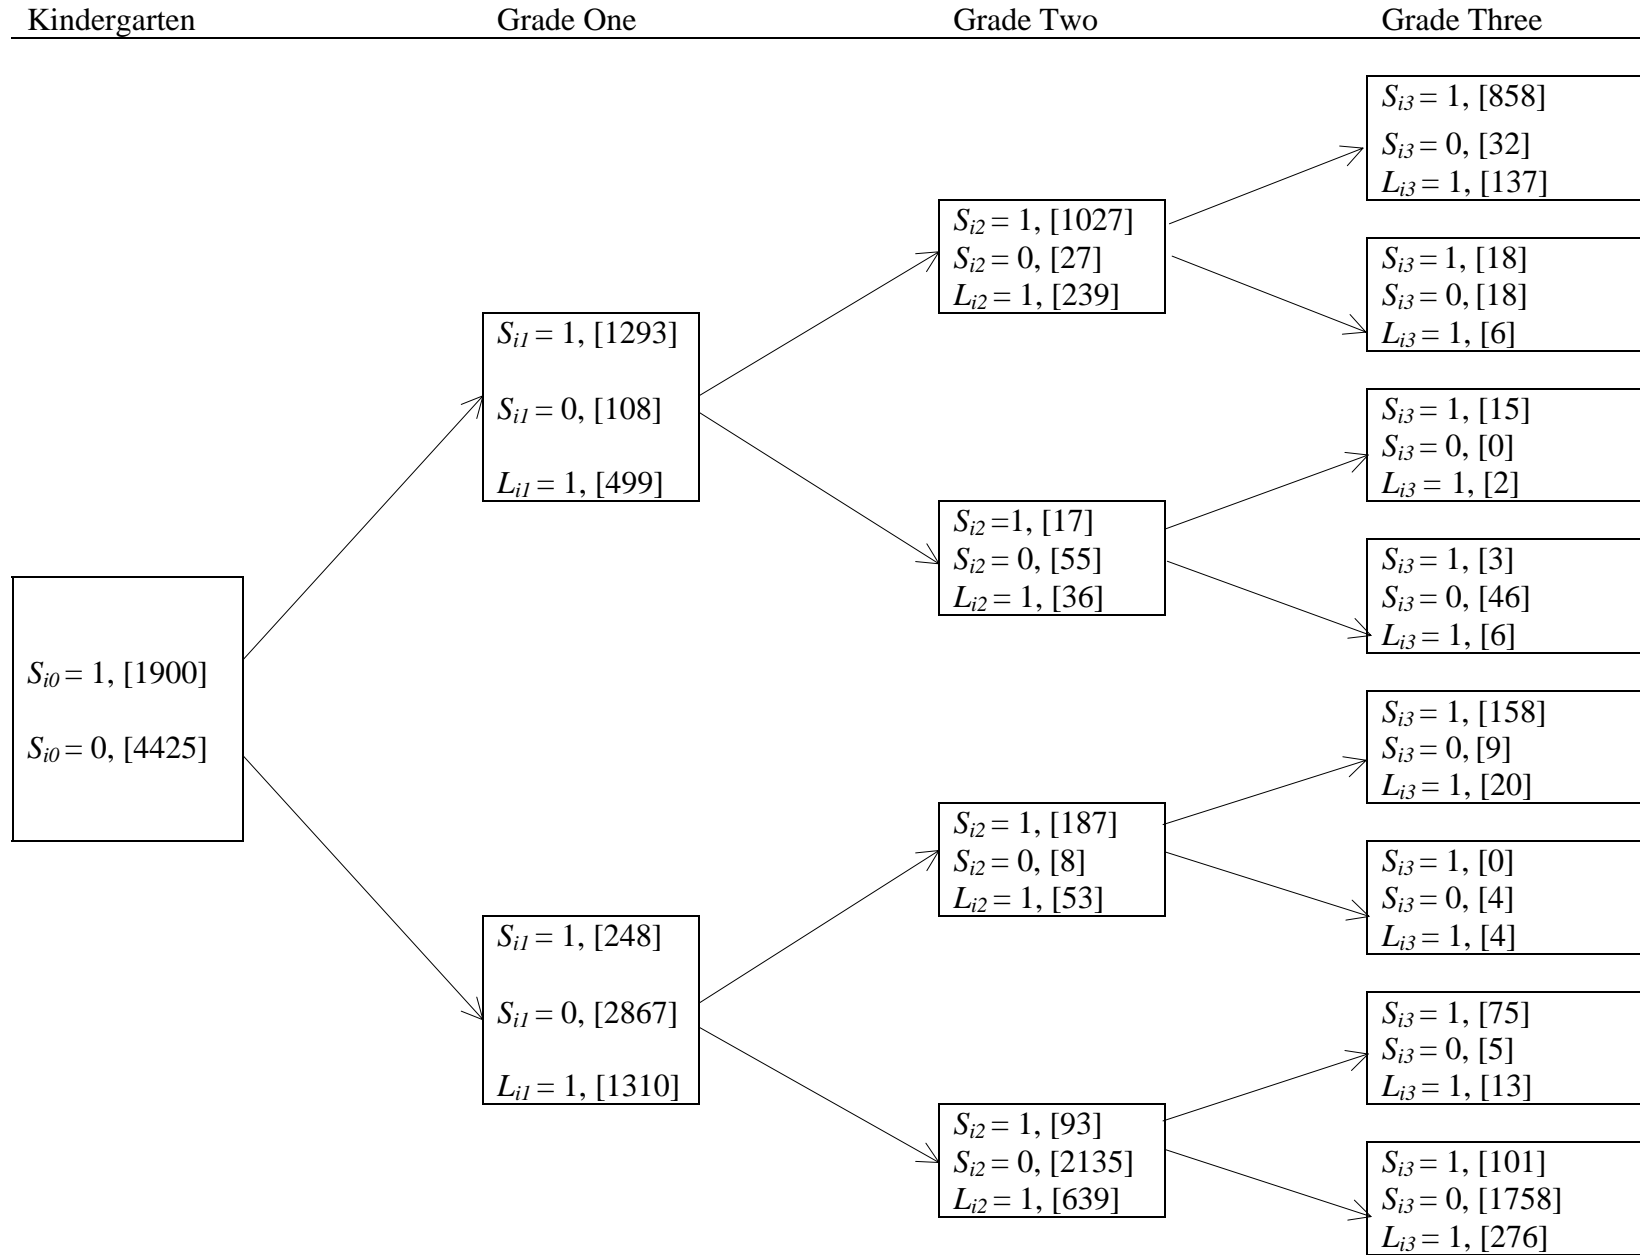 Kindergarten Grade One Grade Two Grade Three
S_i0 = 1, [1900]
S_i0 = 0, [4425]
S_i1 = 1, [1293]
S_i1 = 0, [108]
L_i1 = 1, [499]
S_i1 = 1, [248]
S_i1 = 0, [2867]
L_i1 = 1, [1310]
S_i2 = 1, [1027]
S_i2 = 0, [27]
L_i2 = 1, [239]
S_i2 =1, [17]
S_i2 = 0, [55]
L_i2 = 1, [36]
S_i2 = 1, [187]
S_i2 = 0, [8]
L_i2 = 1, [53]
S_i2 = 1, [93]
S_i2 = 0, [2135]
L_i2 = 1, [639]
S_i3 = 1, [858]
S_i3 = 0, [32]
L_i3 = 1, [137]
S_i3 = 1, [18]
S_i3 = 0, [18]
L_i3 = 1, [6]
S_i3 = 1, [15]
S_i3 = 0, [0]
L_i3 = 1, [2]
S_i3 = 1, [3]
S_i3 = 0, [46]
L_i3 = 1, [6]
S_i3 = 1, [158]
S_i3 = 0, [9]
L_i3 = 1, [20]
S_i3 = 1, [0]
S_i3 = 0, [4]
L_i3 = 1, [4]
S_i3 = 1, [75]
S_i3 = 0, [5]
L_i3 = 1, [13]
S_i3 = 1, [101]
S_i3 = 0, [1758]
L_i3 = 1, [276]